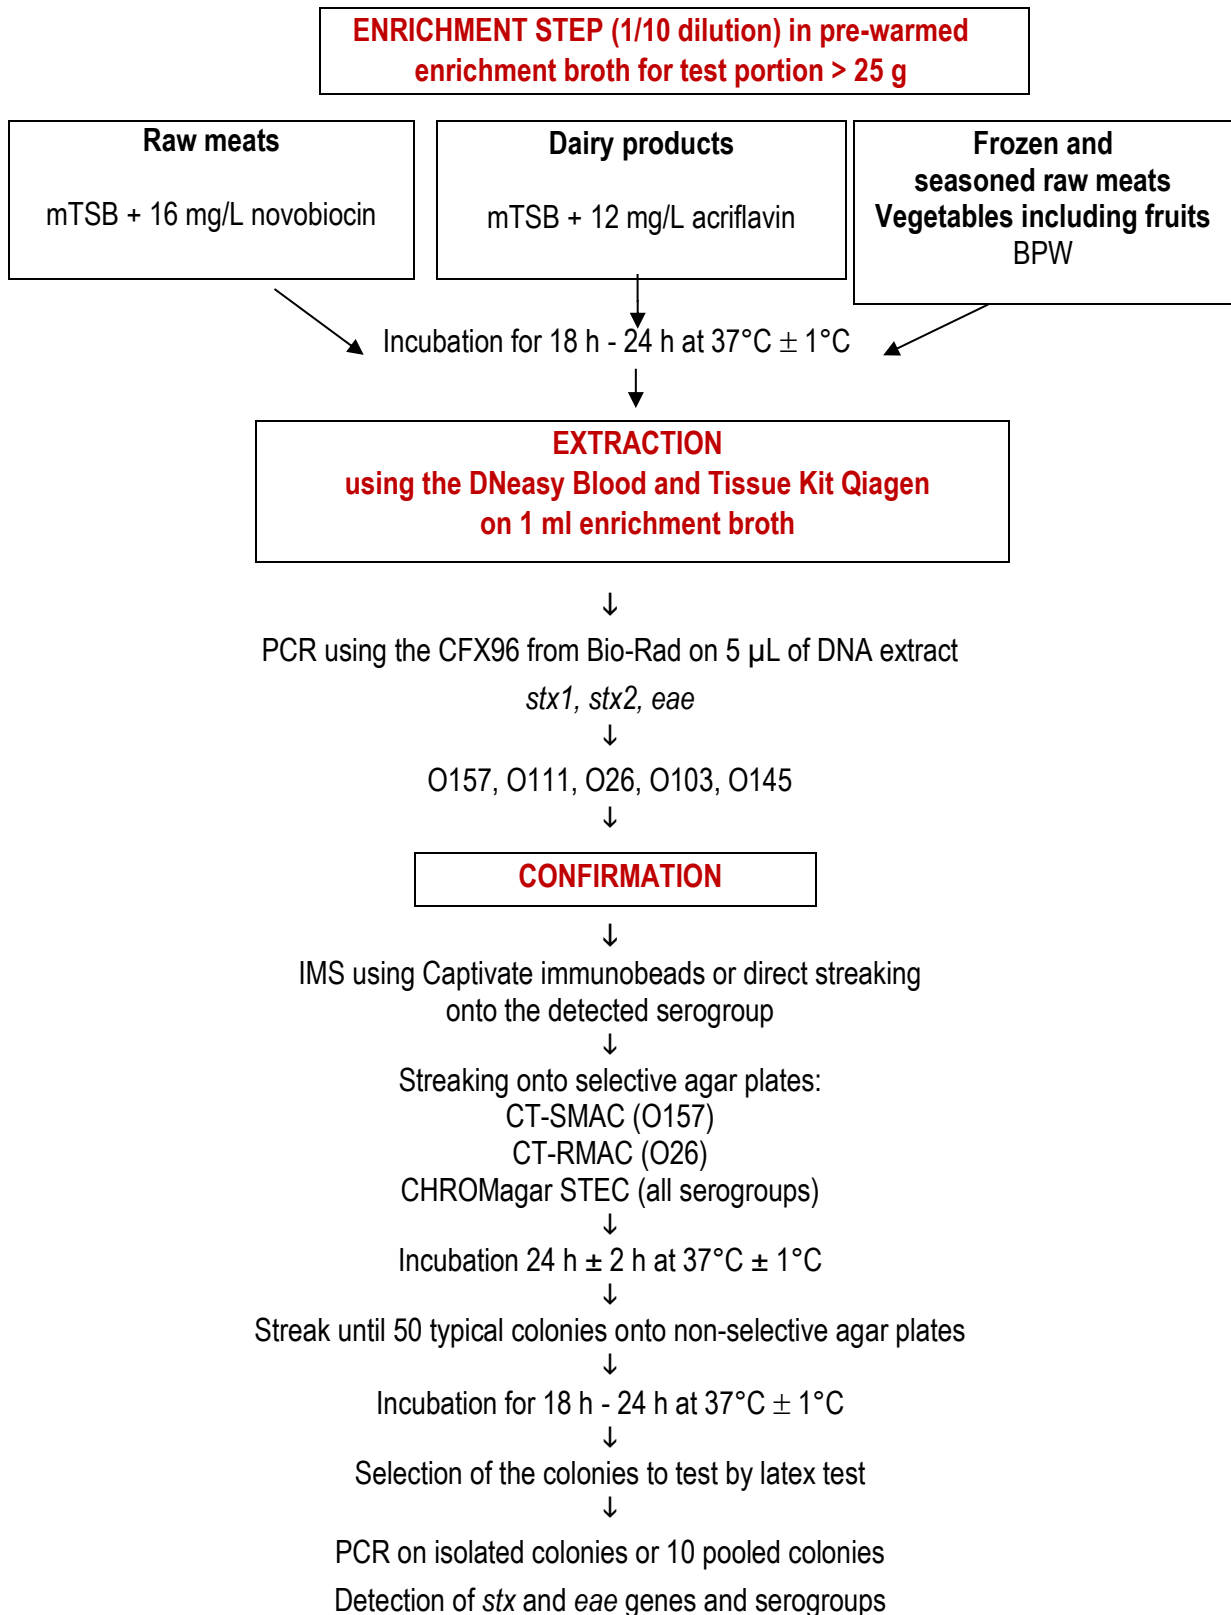 ENRICHMENT STEP (1/10 dilution) in pre-warmed
enrichment broth for test portion > 25 g
Raw meats
mTSB + 16 mg/L novobiocin
Dairy products
mTSB + 12 mg/L acriflavin
Frozen and
seasoned raw meats
Vegetables including fruits
BPW
Incubation for 18 h - 24 h at 37°C ± 1°C
EXTRACTION
using the DNeasy Blood and Tissue Kit Qiagen
on 1 ml enrichment broth
↓
PCR using the CFX96 from Bio-Rad on 5 µL of DNA extract
stx1, stx2, eae
↓
O157, O111, O26, O103, O145
↓
CONFIRMATION
↓
IMS using Captivate immunobeads or direct streaking
onto the detected serogroup
↓
Streaking onto selective agar plates:
CT-SMAC (O157)
CT-RMAC (O26)
CHROMagar STEC (all serogroups)
↓
Incubation 24 h ± 2 h at 37°C ± 1°C
↓
Streak until 50 typical colonies onto non-selective agar plates
↓
Incubation for 18 h - 24 h at 37°C ± 1°C
↓
Selection of the colonies to test by latex test
↓
PCR on isolated colonies or 10 pooled colonies
Detection of stx and eae genes and serogroups